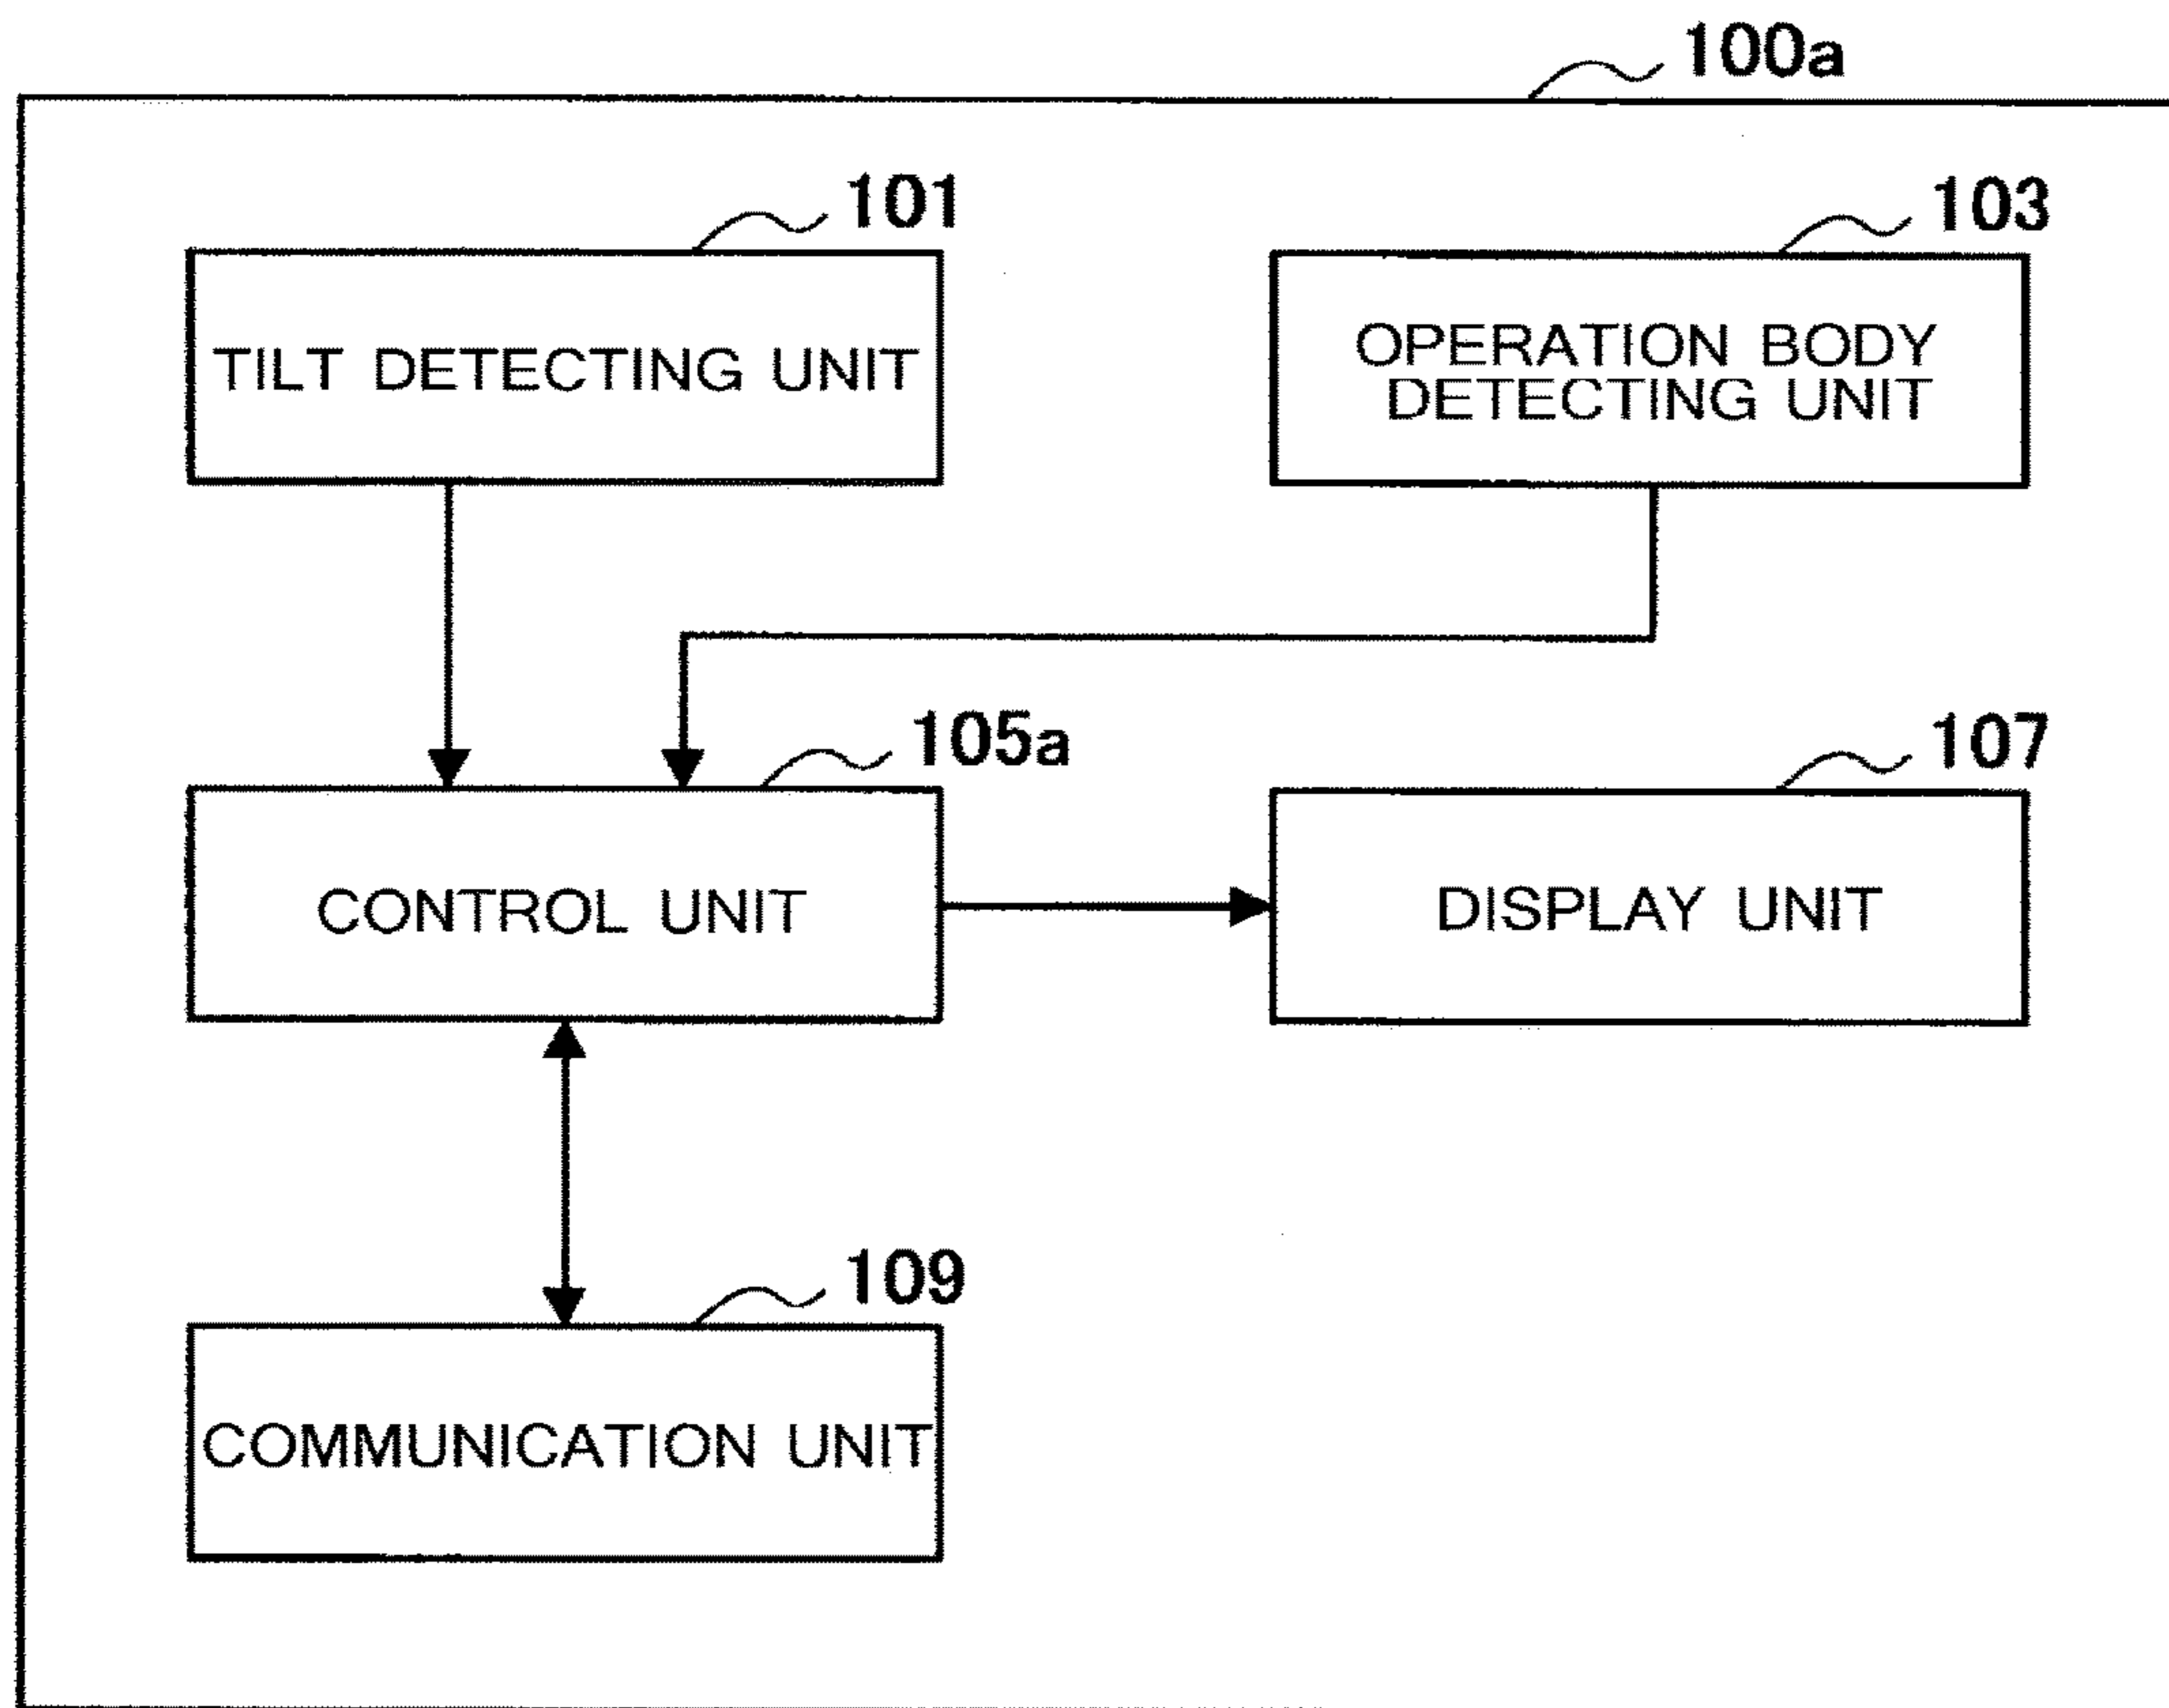 100a
101
103
TILT DETECTING UNIT
OPERATION BODY
DETECTING UNIT
105a
107
CONTROL UNIT
DISPLAY UNIT
109
COMMUNICATION UNIT